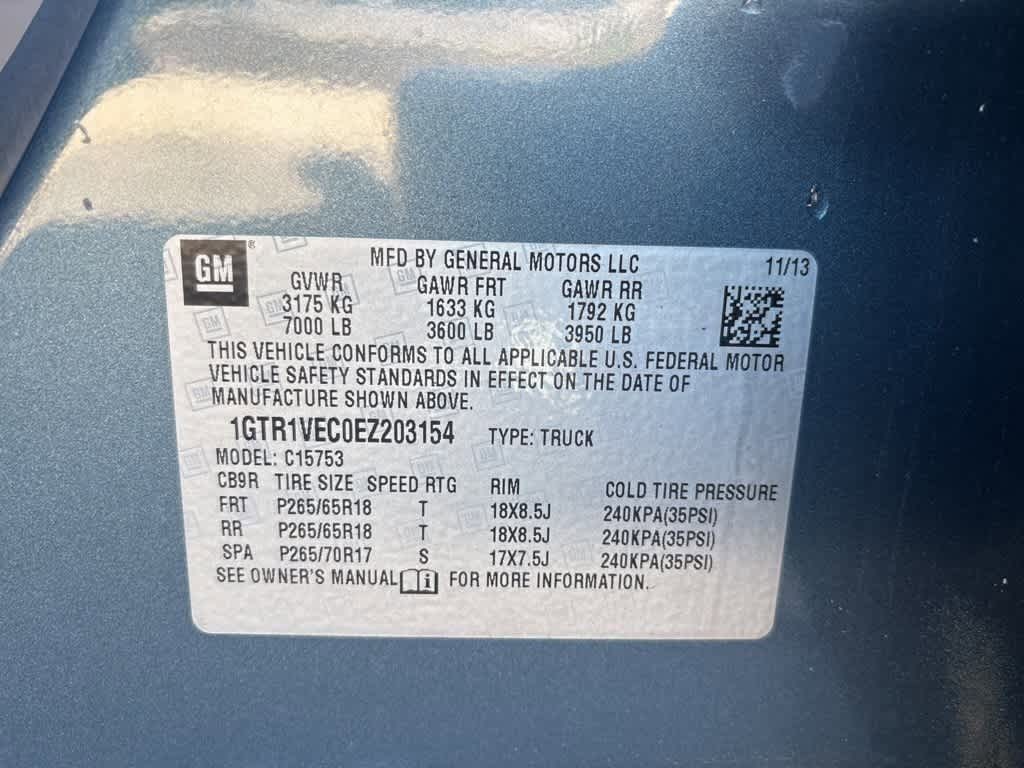 GM ®
MFD BY GENERAL MOTORS LLC 11/13
GVWR GAWR FRT GAWR RR
3175 KG 1633 KG 1792 KG
7000 LB 3600 LB 3950 LB
THIS VEHICLE CONFORMS TO ALL APPLICABLE U.S. FEDERAL MOTOR
VEHICLE SAFETY STANDARDS IN EFFECT ON THE DATE OF
MANUFACTURE SHOWN ABOVE.
1GTR1VEC0EZ203154 TYPE: TRUCK
MODEL: C15753
CB9R TIRE SIZE SPEED RTG RIM COLD TIRE PRESSURE
FRT P265/65R18 T 18X8.5J 240KPA(35PSI)
RR P265/65R18 T 18X8.5J 240KPA(35PSI)
SPA P265/70R17 S 17X7.5J 240KPA(35PSI)
SEE OWNER'S MANUAL i FOR MORE INFORMATION.